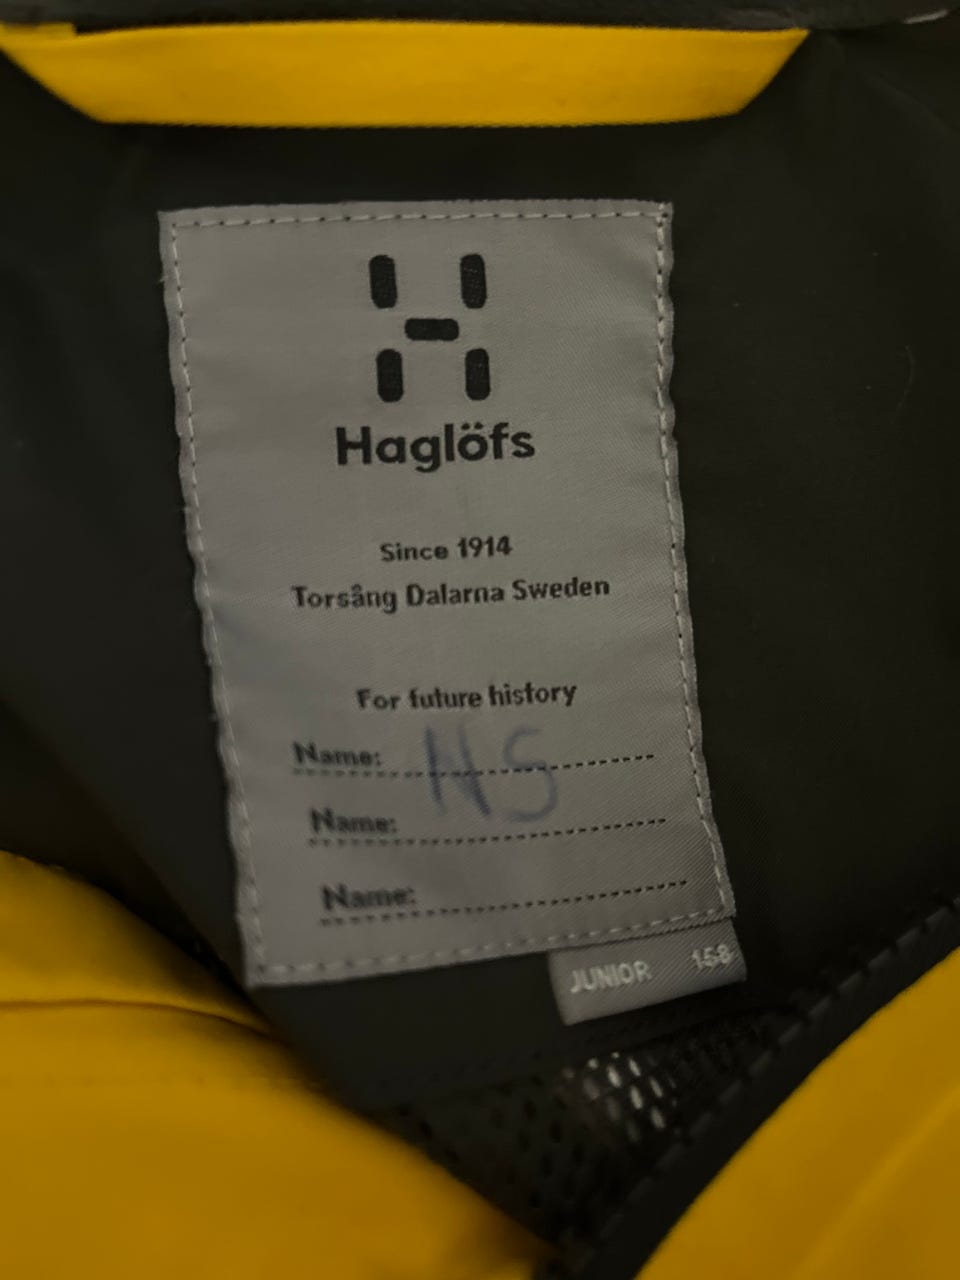 Haglöfs
Since 1914
Torsång Dalarna Sweden
For future history
Name: NS
Name:
Name:
JUNIOR 158